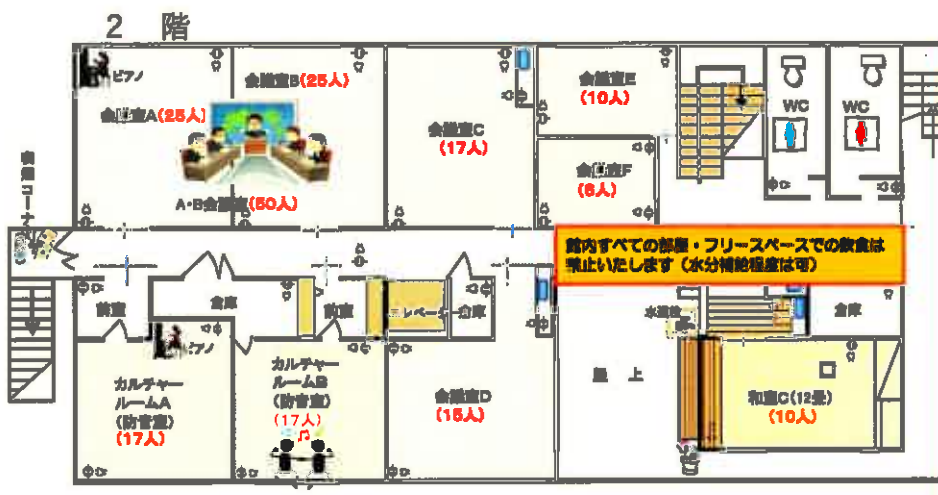 2 階
ピアノ
会議室A(25人)
会議室B(25人)
A・B会議室(50人)
会議室C
(17人)
会議室E
(10人)
会議室F
(6人)
WC
WC
コーナー
館内すべての部屋・フリースペースでの飲食は
禁止いたします（水分補給程度は可）
前室
倉庫
前室
エレベーター
倉庫
水道栓
倉庫
ピアノ
カルチャー
ルームA
(防音室)
(17人)
カルチャー
ルームB
(防音室)
(17人)
会議室D
(15人)
屋 上
和室C(12畳)
(10人)